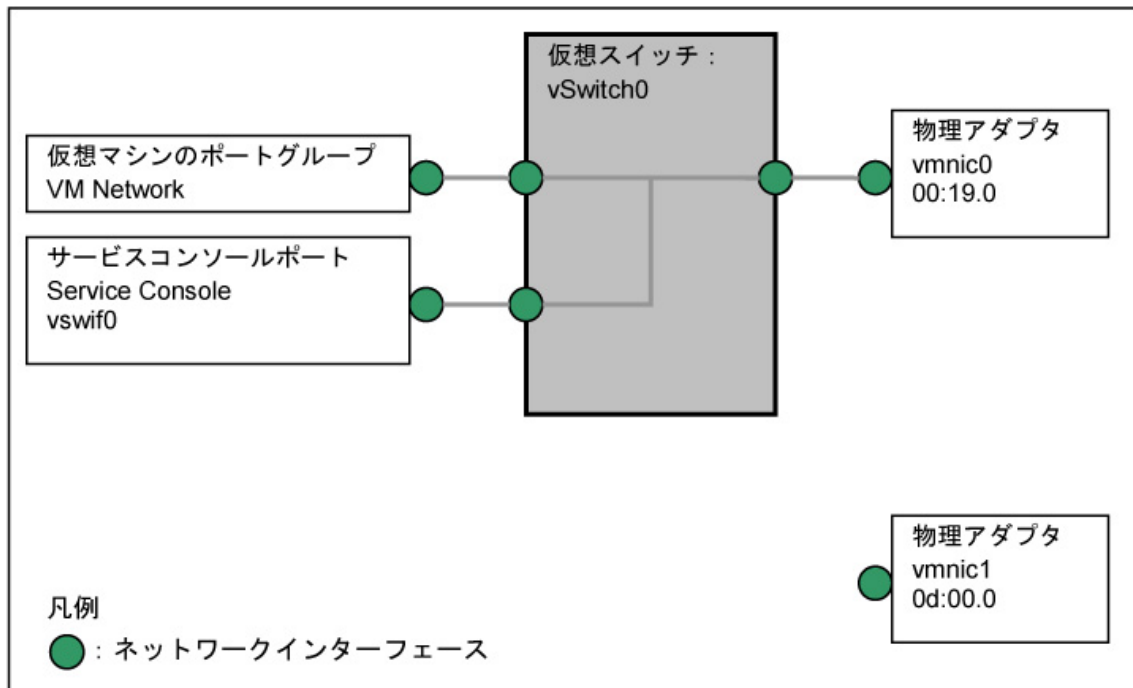 仮想スイッチ：
vSwitch0
仮想マシンのポートグループ
VM Network
サービスコンソールポート
Service Console
vswif0
物理アダプタ
vmnic0
00:19.0
物理アダプタ
vmnic1
0d:00.0
凡例
：ネットワークインターフェース